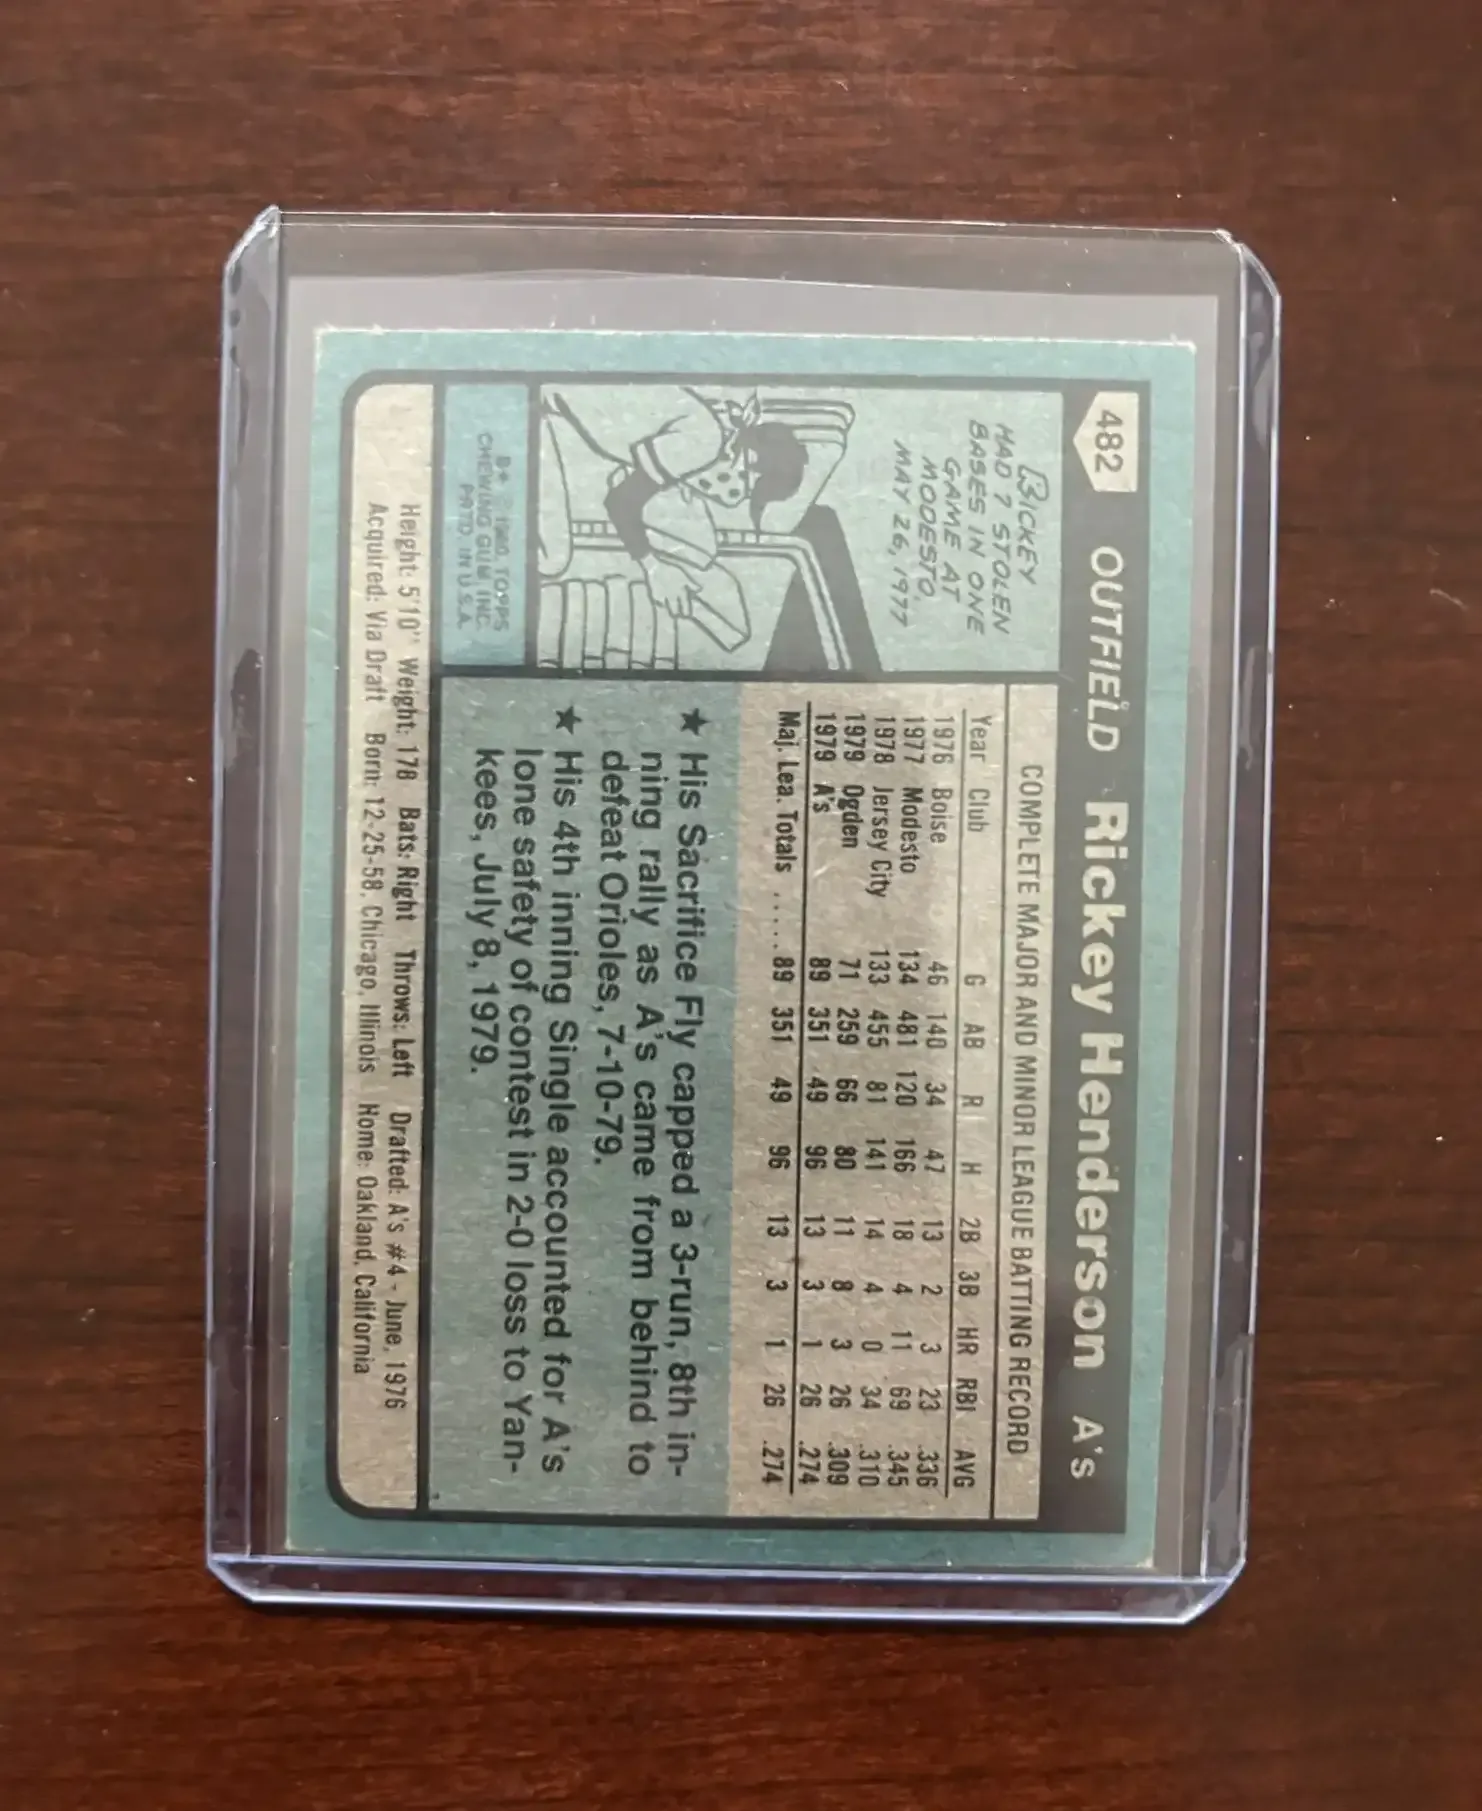 482 OUTFIELD Rickey Henderson A's
RICKEY
HAD 7 STOLEN
BASES IN ONE
GAME AT
MODESTO,
MAY 26, 1977
B* ©1980 TOPPS
CHEWING GUM, INC.
PRTD. IN U.S.A.
COMPLETE MAJOR AND MINOR LEAGUE BATTING RECORD
Year Club G AB R H 2B 3B HR RBI AVG
1976 Boise 46 140 34 47 13 2 3 23 .336
1977 Modesto 134 481 120 166 18 4 11 69 .345
1978 Jersey City 133 455 81 141 14 4 0 34 .310
1979 Ogden 71 259 66 80 11 8 3 26 .309
1979 A's 89 351 49 96 13 3 1 26 .274
Maj. Lea. Totals ..... 89 351 49 96 13 3 1 26 .274
★ His Sacrifice Fly capped a 3-run, 8th in-
ning rally as A's came from behind to
defeat Orioles, 7-10-79.
★ His 4th inning Single accounted for A's
lone safety of contest in 2-0 loss to Yan-
kees, July 8, 1979.
Height: 5'10" Weight: 178 Bats: Right Throws: Left Drafted: A's #4 - June, 1976
Acquired: Via Draft Born: 12-25-58, Chicago, Illinois Home: Oakland, California